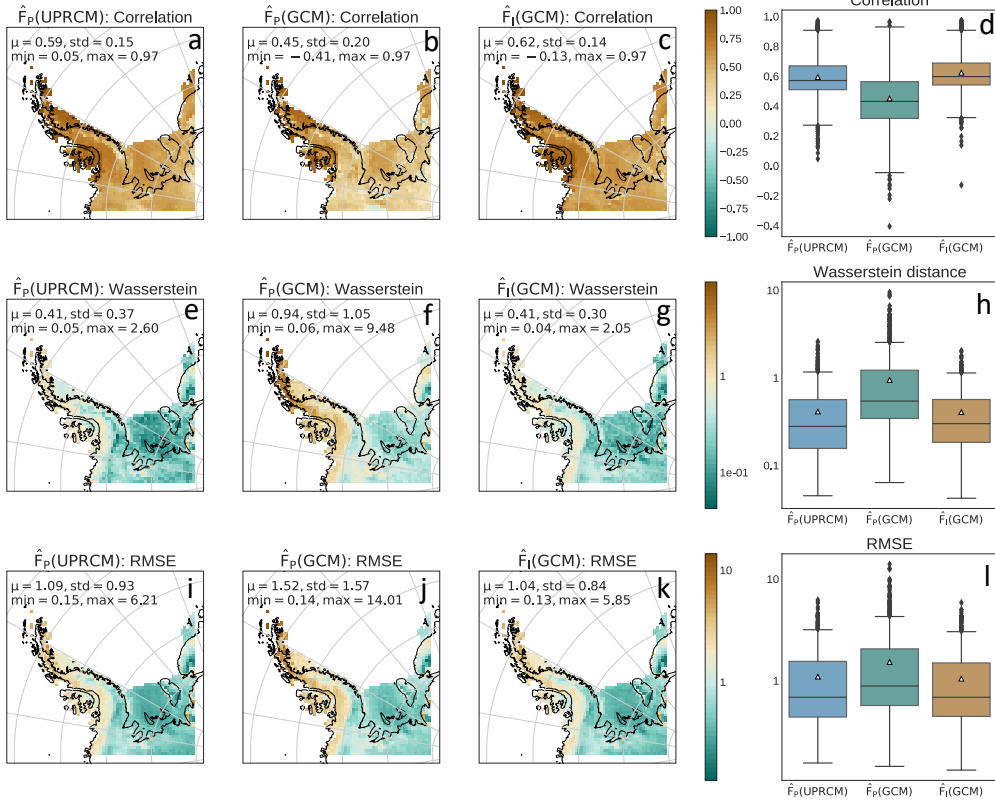 F̂P(UPRCM): Correlation
a
μ = 0.59, std = 0.15
min = 0.05, max = 0.97
F̂P(GCM): Correlation
b
μ = 0.45, std = 0.20
min = −0.41, max = 0.97
F̂I(GCM): Correlation
c
μ = 0.62, std = 0.14
min = −0.13, max = 0.97
1.00
0.75
0.50
0.25
0.00
−0.25
−0.50
−0.75
−1.00
Correlation
d
1.0
0.8
0.6
0.4
0.2
0.0
−0.2
−0.4
F̂P(UPRCM) F̂P(GCM) F̂I(GCM)
F̂P(UPRCM): Wasserstein
e
μ = 0.41, std = 0.37
min = 0.05, max = 2.60
F̂P(GCM): Wasserstein
f
μ = 0.94, std = 1.05
min = 0.06, max = 9.48
F̂I(GCM): Wasserstein
g
μ = 0.41, std = 0.30
min = 0.04, max = 2.05
1
1e-01
Wasserstein distance
h
10
1
0.1
F̂P(UPRCM) F̂P(GCM) F̂I(GCM)
F̂P(UPRCM): RMSE
i
μ = 1.09, std = 0.93
min = 0.15, max = 6.21
F̂P(GCM): RMSE
j
μ = 1.52, std = 1.57
min = 0.14, max = 14.01
F̂I(GCM): RMSE
k
μ = 1.04, std = 0.84
min = 0.13, max = 5.85
10
1
RMSE
l
10
1
F̂P(UPRCM) F̂P(GCM) F̂I(GCM)